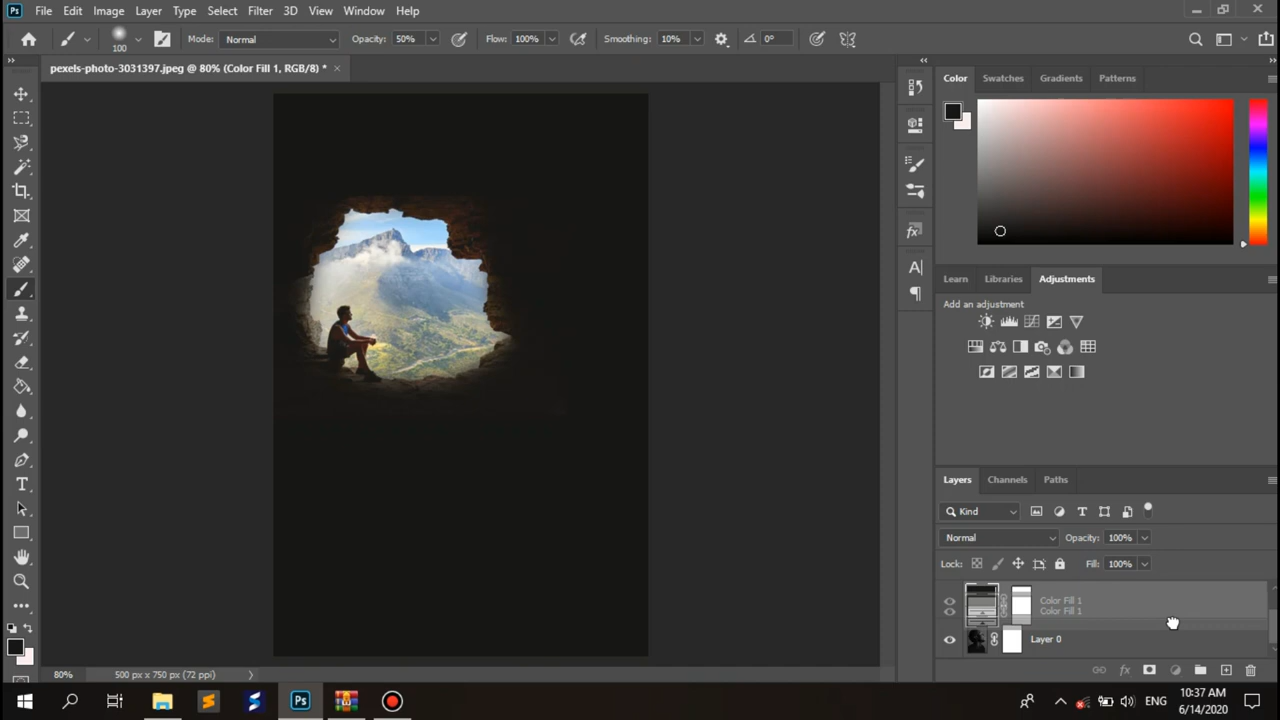 Ps File Edit Image Layer Type Select Filter 3D View Window Help
100 Mode: Normal Opacity: 50% Flow: 100% Smoothing: 10% 0°
pexels-photo-3031397.jpeg @ 80% (Color Fill 1, RGB/8) * ×
Color Swatches Gradients Patterns
Learn Libraries Adjustments
Add an adjustment
Layers Channels Paths
Kind
Normal Opacity: 100%
Lock: Fill: 100%
Color Fill 1
Color Fill 1
Layer 0
80% 500 px x 750 px (72 ppi)
Ps ENG 10:37 AM
6/14/2020